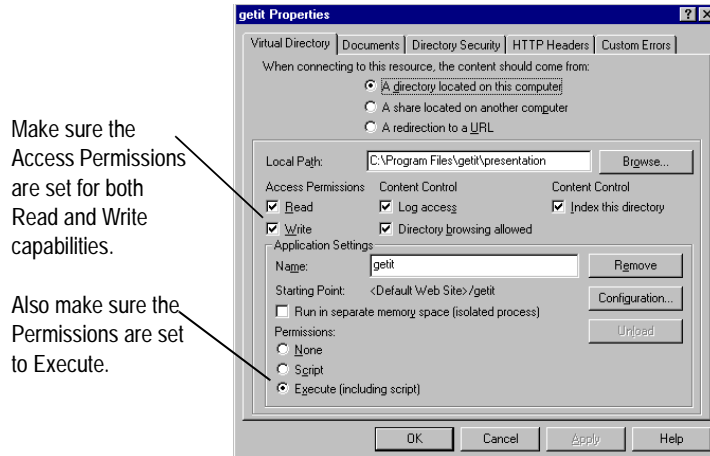 getit Properties
Virtual Directory Documents Directory Security HTTP Headers Custom Errors
When connecting to this resource, the content should come from:
A directory located on this computer
A share located on another computer
A redirection to a URL
Make sure the
Access Permissions
are set for both
Read and Write
capabilities.
Local Path: C:\Program Files\getit\presentation Browse...
Access Permissions Content Control Content Control
Read Log access Index this directory
Write Directory browsing allowed
Application Settings
Name: getit Remove
Starting Point: <Default Web Site>/getit Configuration...
Run in separate memory space (isolated process)
Unload
Permissions:
None
Script
Execute (including script)
Also make sure the
Permissions are set
to Execute.
OK Cancel Apply Help